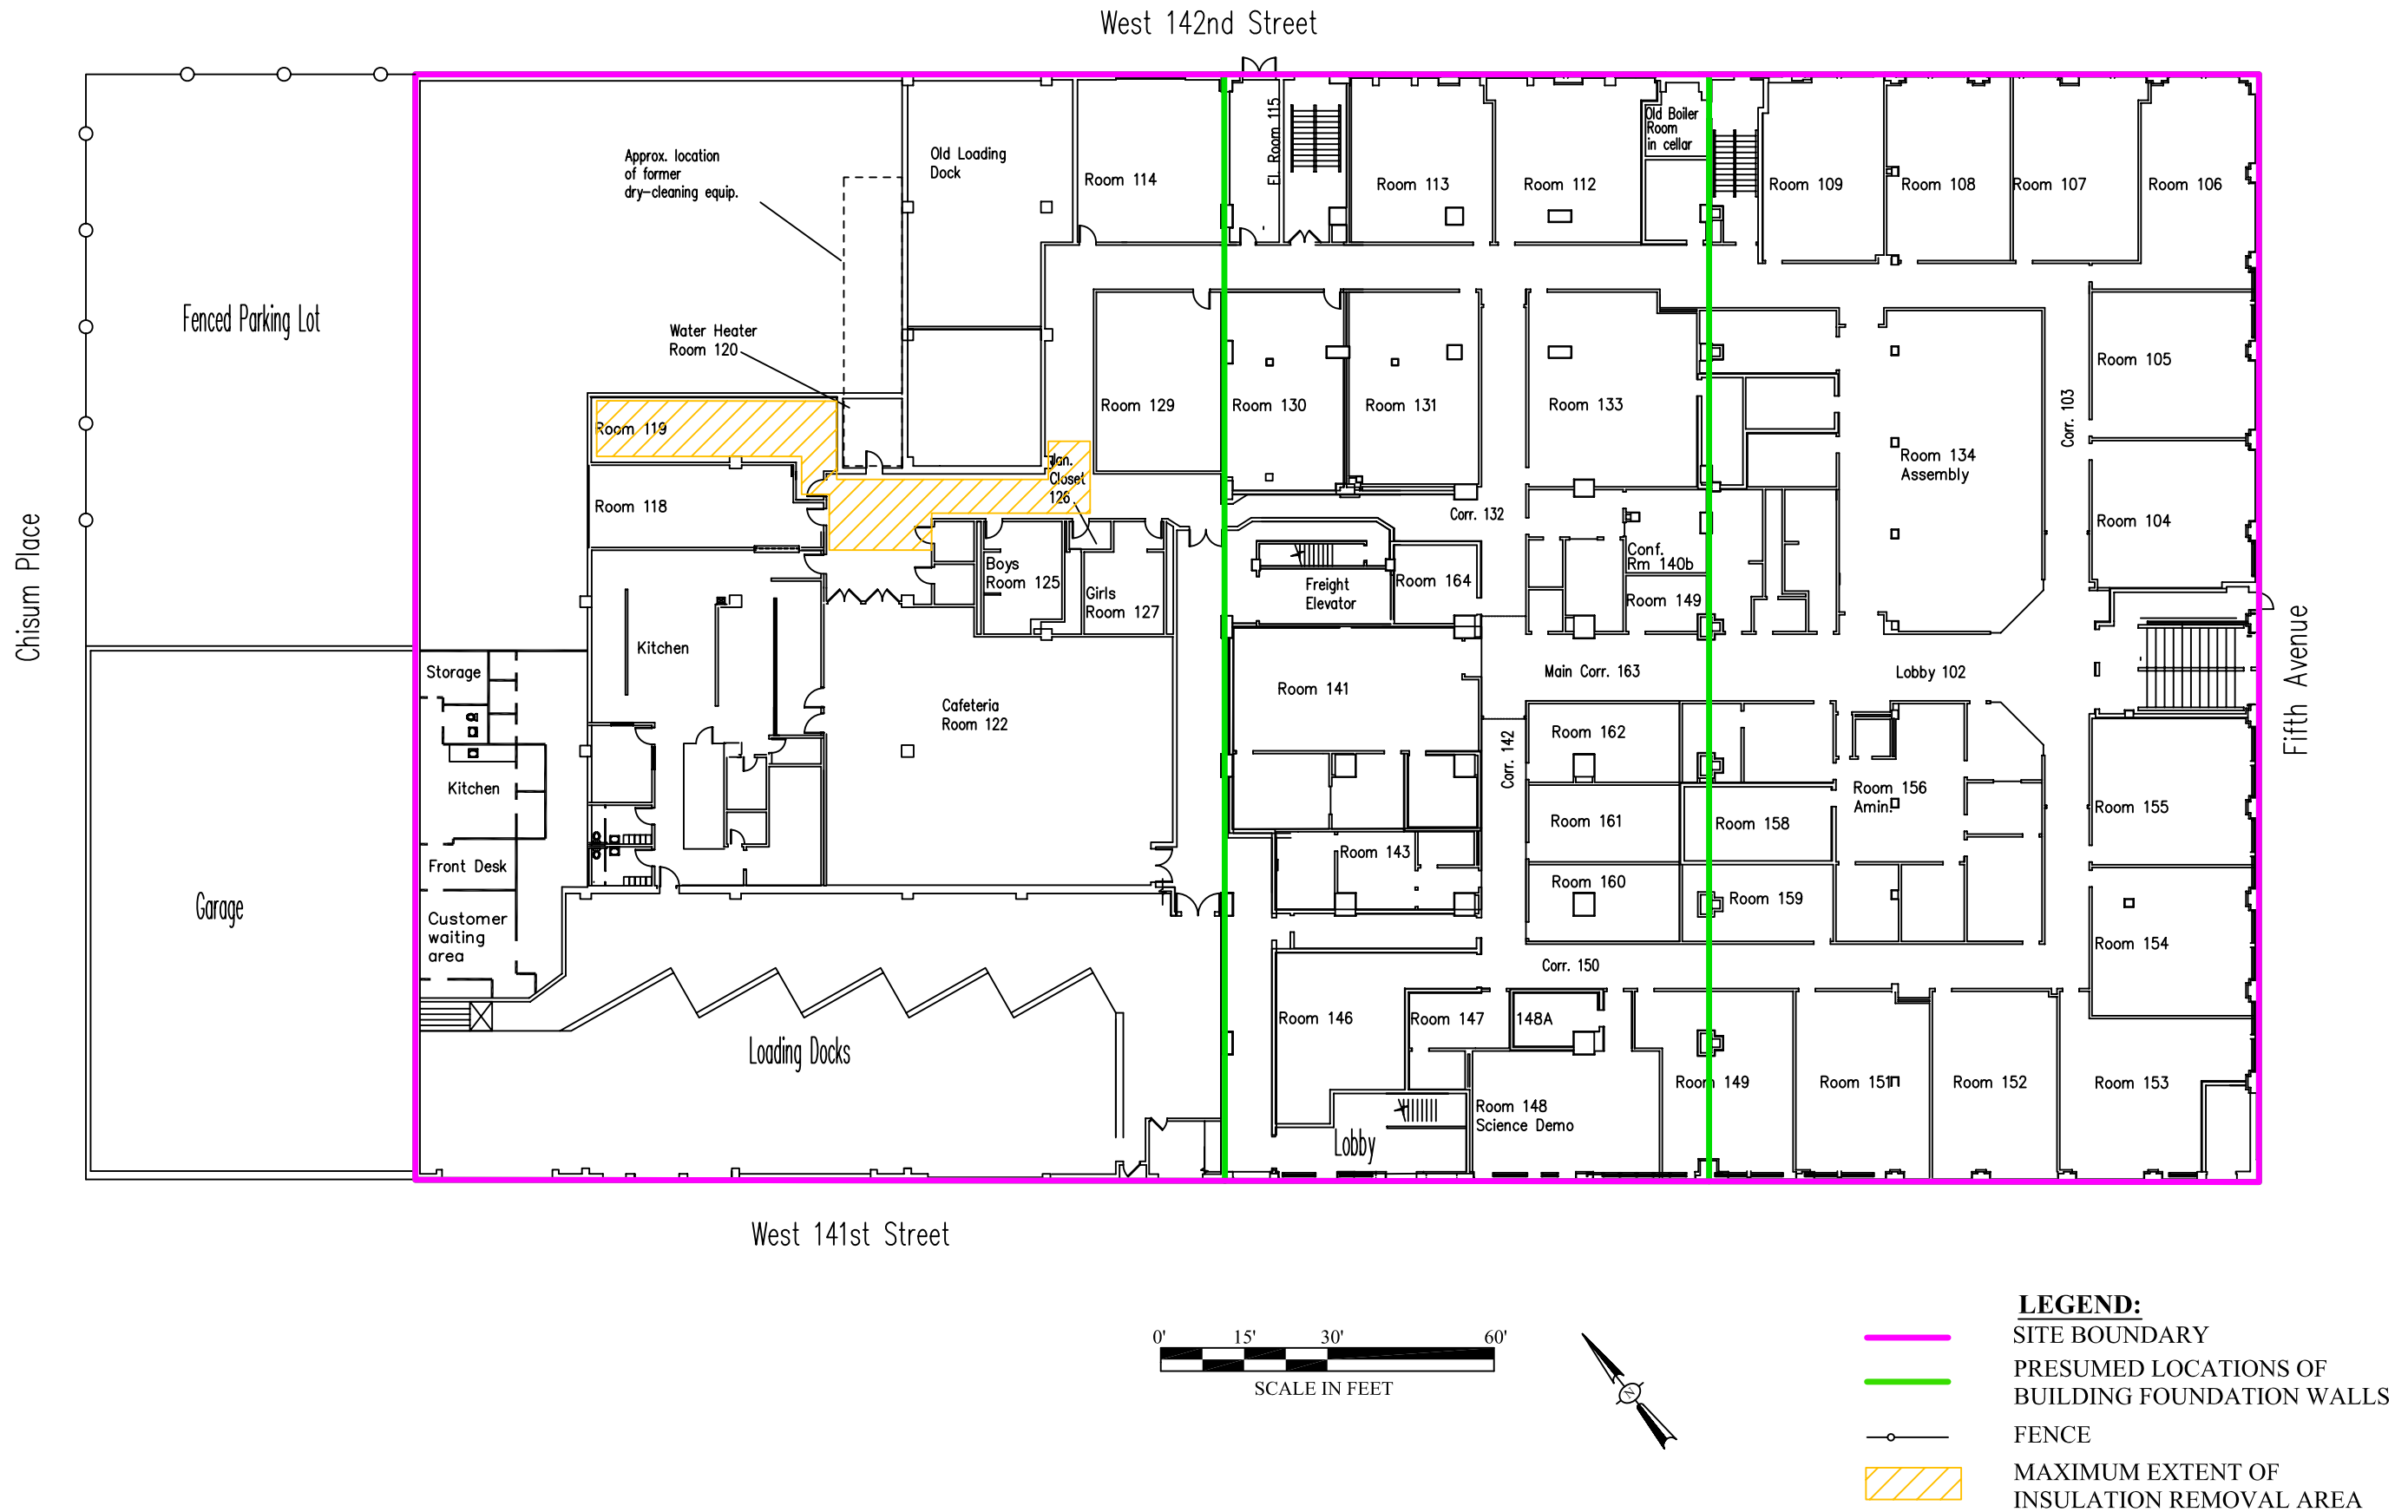 West 142nd Street
Approx. location
of former
dry-cleaning equip.
Old Loading
Dock
Room 114
El. Room 115
Room 113
Room 112
Old Boiler
Room
in cellar
Room 109
Room 108
Room 107
Room 106
Fenced Parking Lot
Water Heater
Room 120
Room 119
Room 118
Jan.
Closet
126
Room 129
Room 130
Room 131
Room 133
Corr. 132
Room 134
Assembly
Corr. 103
Room 105
Room 104
Chisum Place
Boys
Room 125
Girls
Room 127
Freight
Elevator
Room 164
Conf.
Rm 140b
Room 149
Kitchen
Storage
Kitchen
Front Desk
Customer
waiting
area
Cafeteria
Room 122
Room 141
Main Corr. 163
Lobby 102
Fifth Avenue
Corr. 142
Room 162
Room 161
Room 160
Room 143
Room 158
Room 159
Room 156
Amin.
Room 155
Room 154
Garage
Loading Docks
Corr. 150
Room 146
Room 147
148A
Room 148
Science Demo
Lobby
Room 149
Room 151
Room 152
Room 153
West 141st Street
0' 15' 30' 60'
SCALE IN FEET
N
LEGEND:
SITE BOUNDARY
PRESUMED LOCATIONS OF
BUILDING FOUNDATION WALLS
FENCE
MAXIMUM EXTENT OF
INSULATION REMOVAL AREA